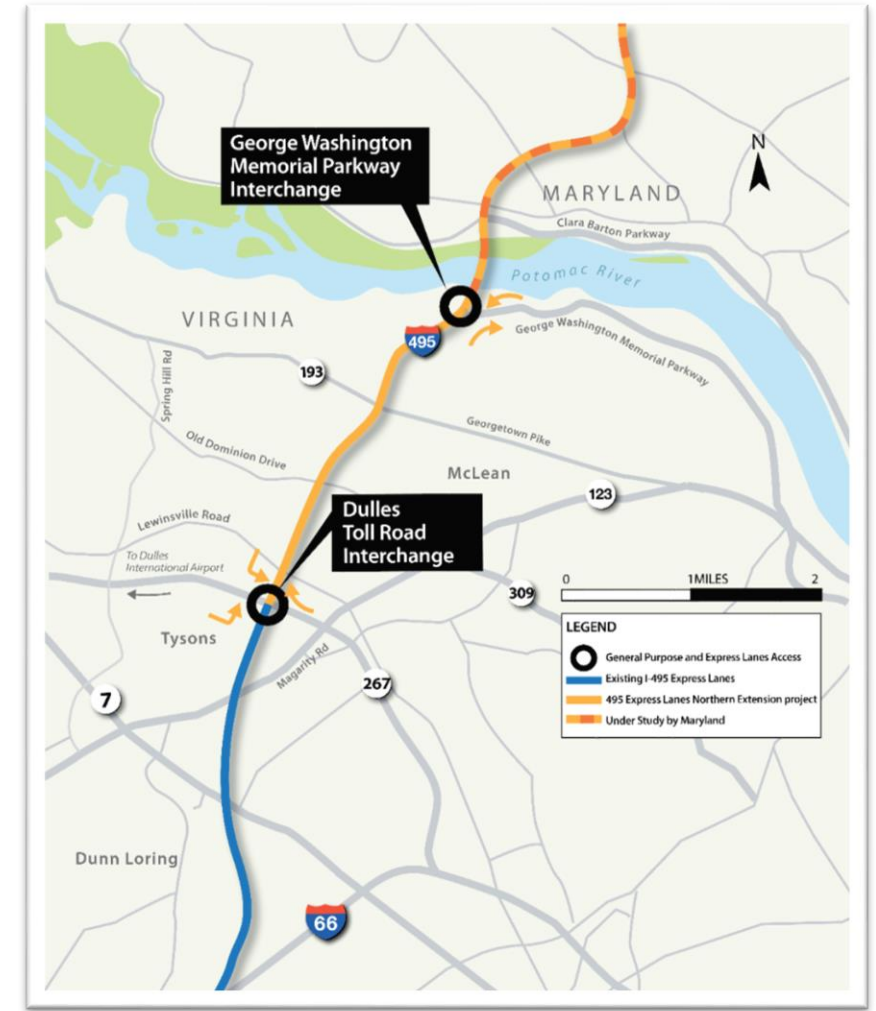 George Washington
Memorial Parkway
Interchange
N
MARYLAND
Clara Barton Parkway
Potomac River
VIRGINIA
495
George Washington Memorial Parkway
193
Spring Hill Rd
Georgetown Pike
Old Dominion Drive
McLean
123
Dulles
Toll Road
Interchange
Lewinsville Road
To Dulles
International Airport
0 1MILES 2
309
LEGEND
General Purpose and Express Lanes Access
Existing I-495 Express Lanes
495 Express Lanes Northern Extension project
Under Study by Maryland
Tysons
Magarity Rd
267
7
Dunn Loring
66